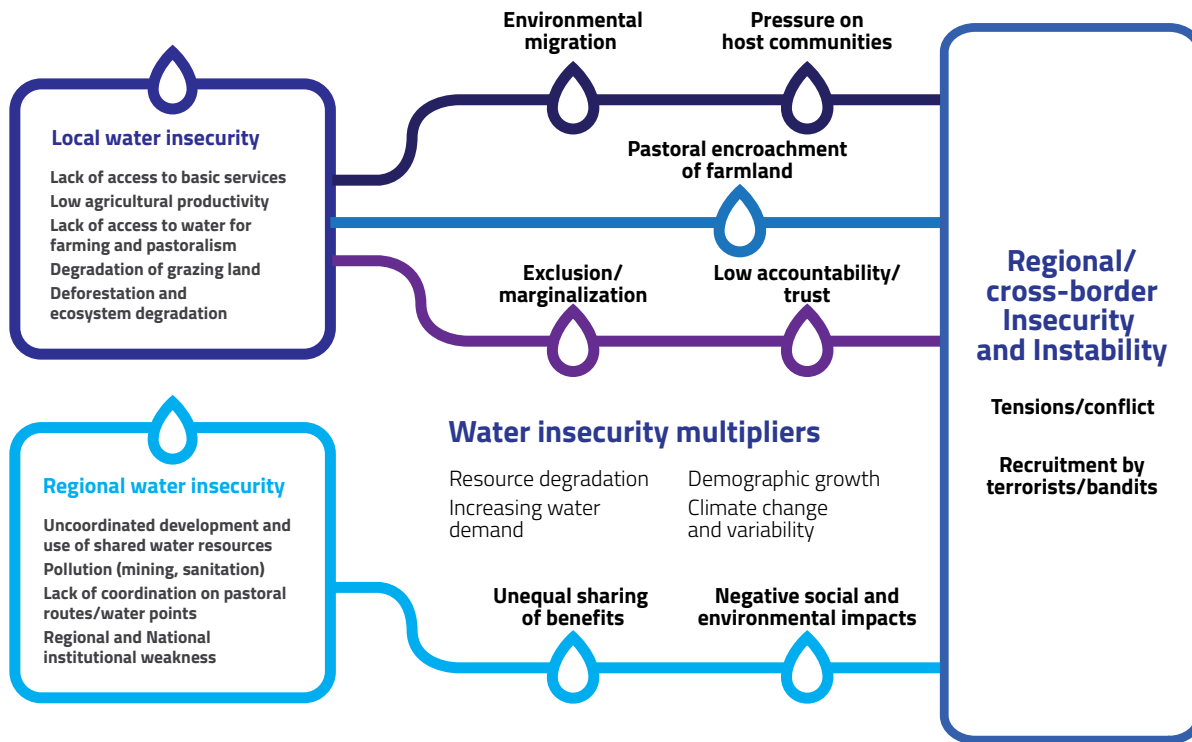 Environmental
migration
Pressure on
host communities
Local water insecurity
Lack of access to basic services
Low agricultural productivity
Lack of access to water for
farming and pastoralism
Degradation of grazing land
Deforestation and
ecosystem degradation
Pastoral encroachment
of farmland
Exclusion/
marginalization
Low accountability/
trust
Regional/
cross-border
Insecurity
and Instability
Tensions/conflict
Recruitment by
terrorists/bandits
Water insecurity multipliers
Resource degradation
Increasing water
demand
Demographic growth
Climate change
and variability
Regional water insecurity
Uncoordinated development and
use of shared water resources
Pollution (mining, sanitation)
Lack of coordination on pastoral
routes/water points
Regional and National
institutional weakness
Unequal sharing
of benefits
Negative social and
environmental impacts